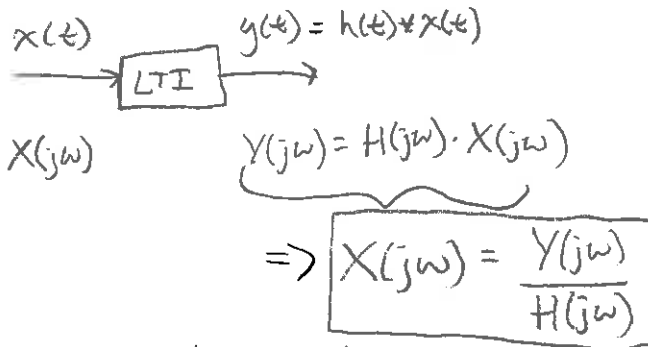 x(t) y(t) = h(t)*x(t)
LTI
X(jω) Y(jω) = H(jω) · X(jω)
=> X(jω) = Y(jω)
H(jω)